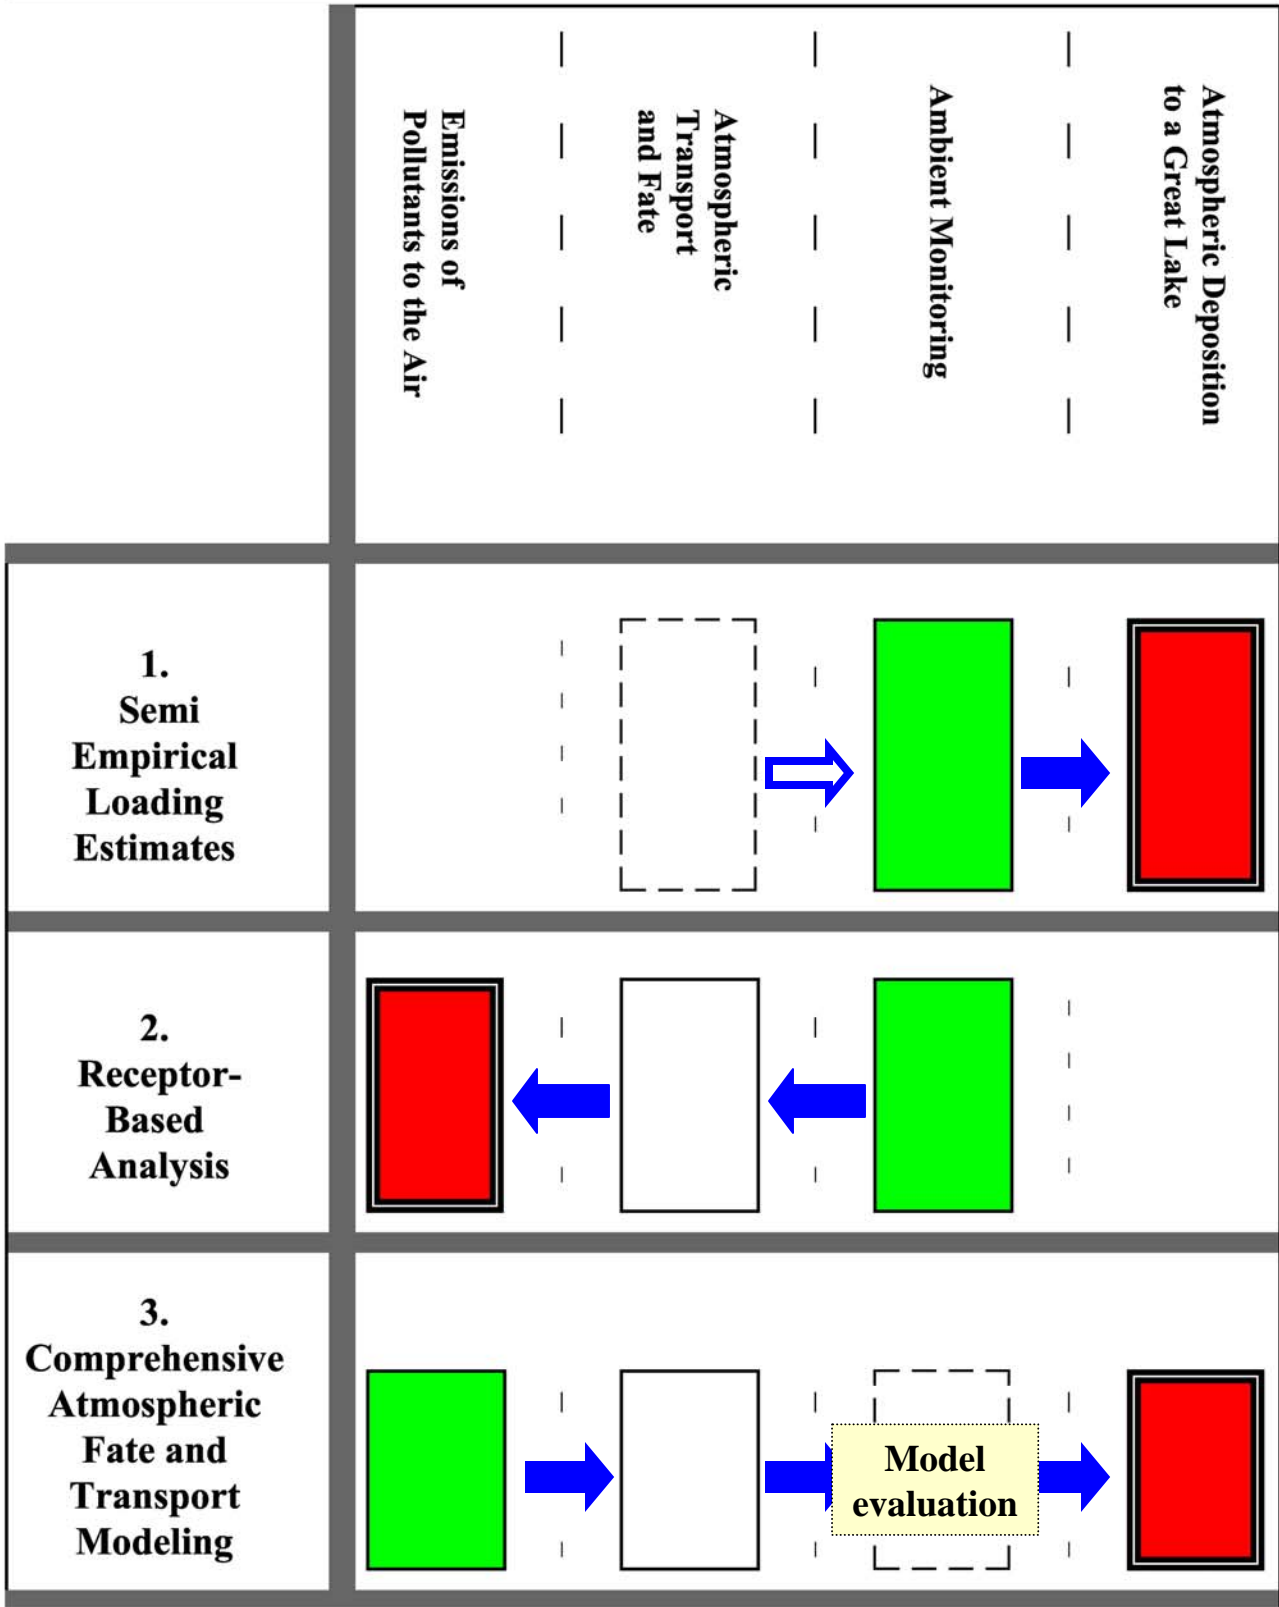 Emissions of
Pollutants to the Air
Atmospheric
Transport
and Fate
Ambient Monitoring
Atmospheric Deposition
to a Great Lake
1.
Semi
Empirical
Loading
Estimates
2.
Receptor-
Based
Analysis
3.
Comprehensive
Atmospheric
Fate and
Transport
Modeling
Model
evaluation